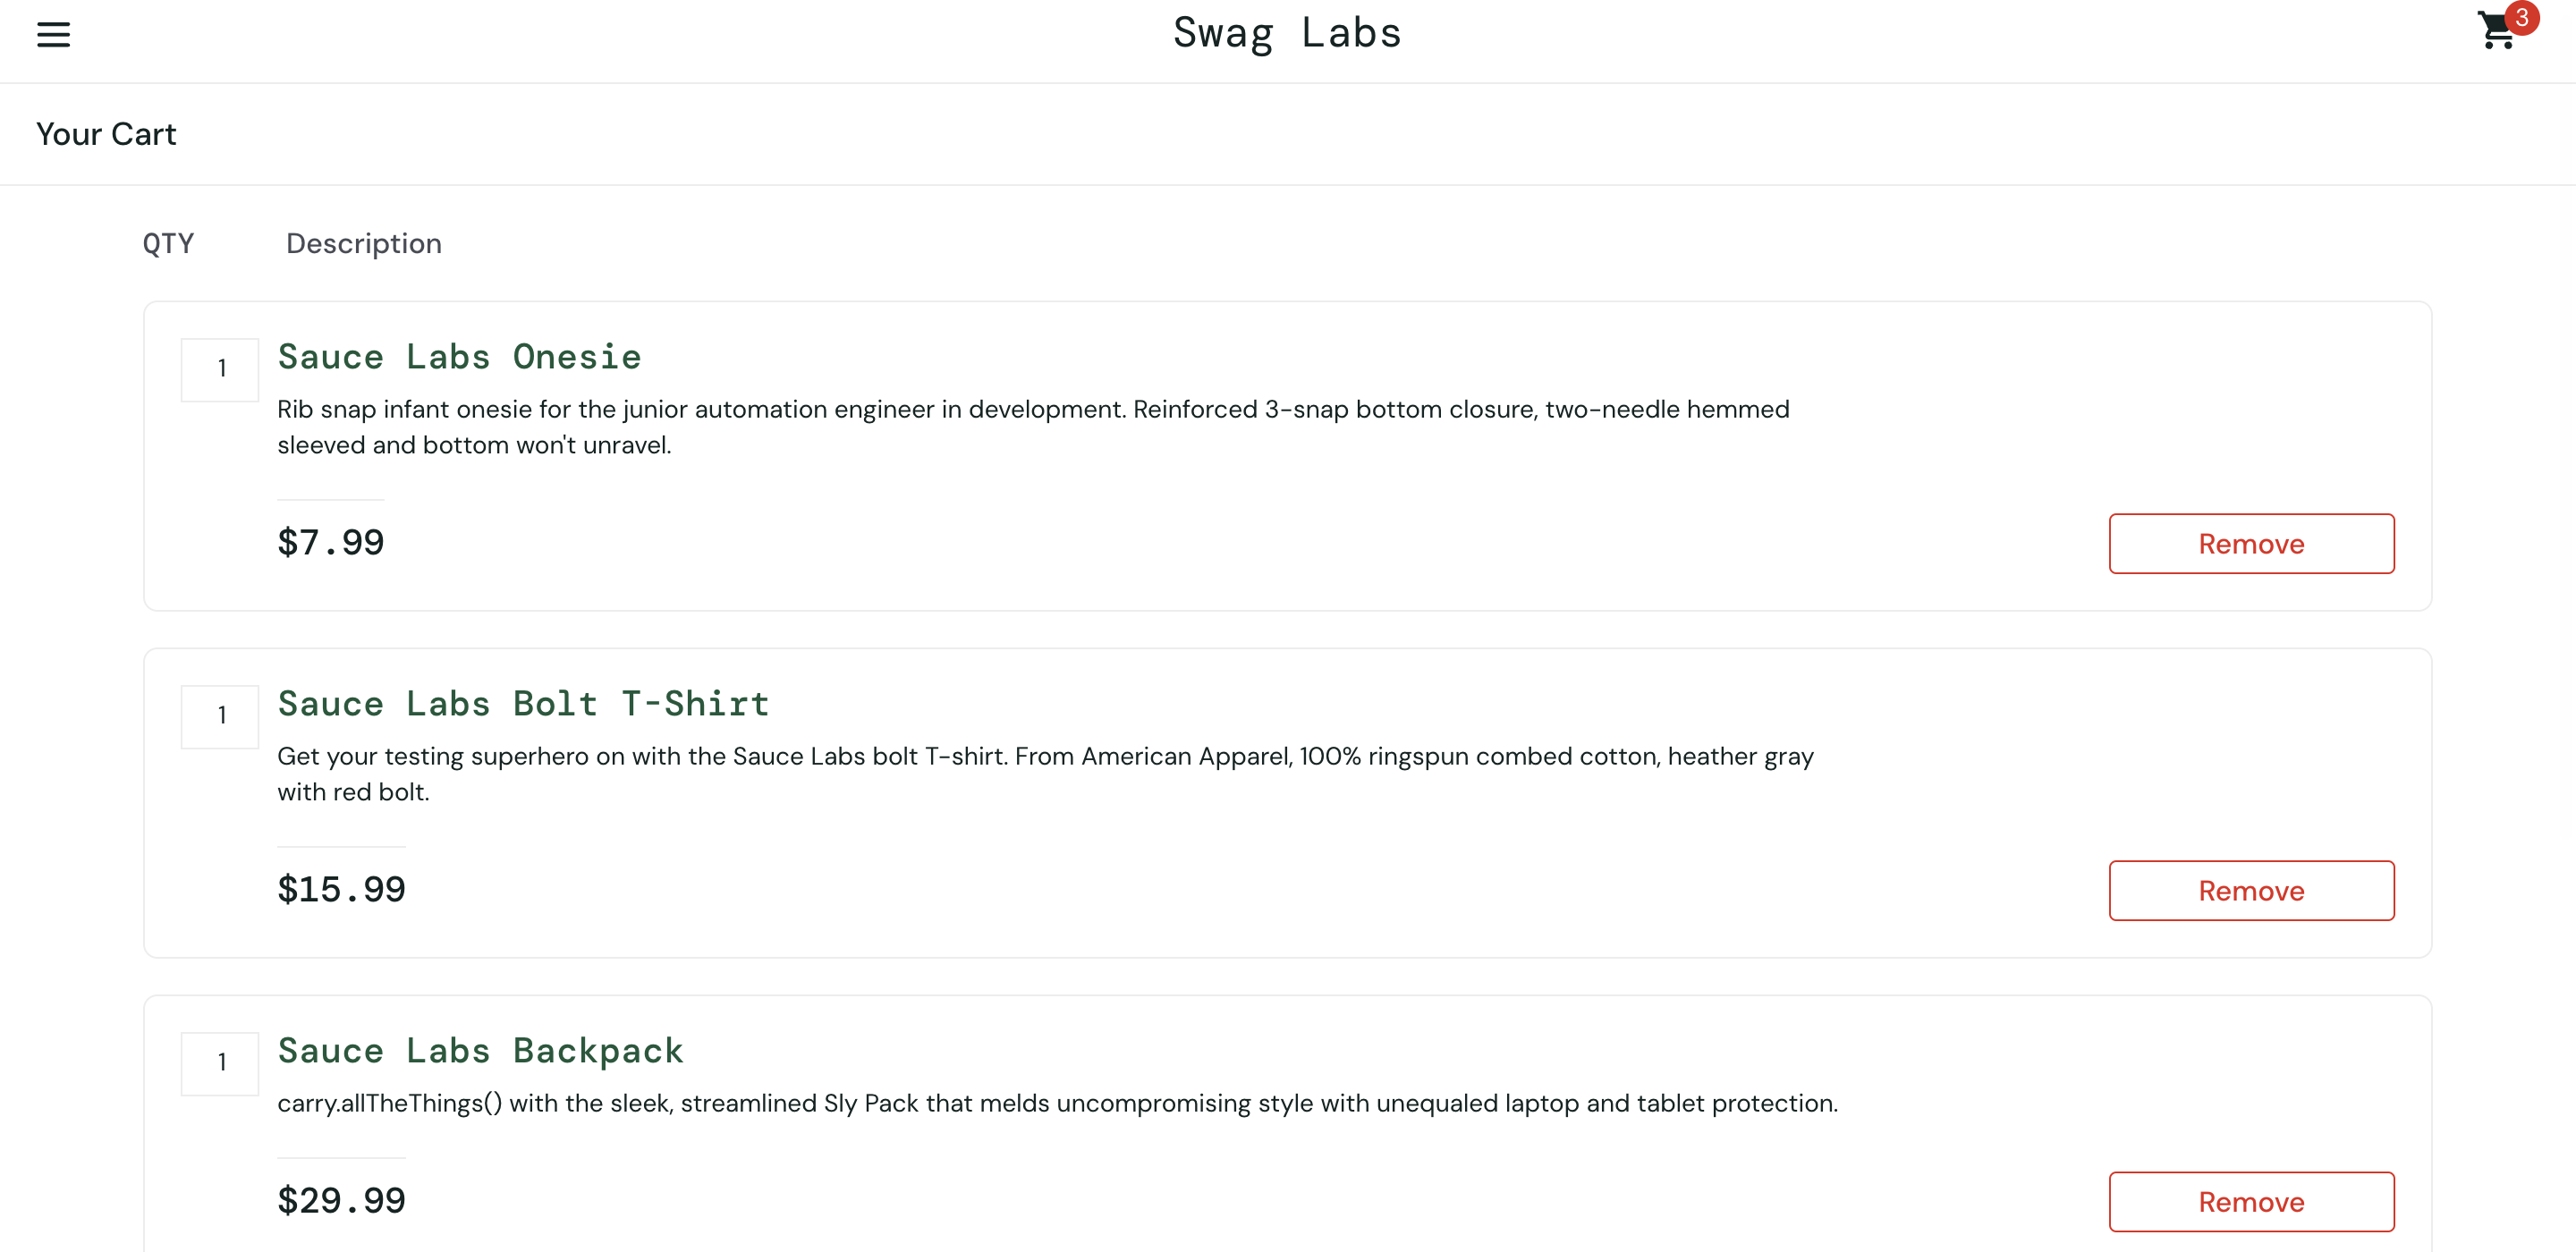 Swag Labs
3
Your Cart
QTY Description
1
Sauce Labs Onesie
Rib snap infant onesie for the junior automation engineer in development. Reinforced 3-snap bottom closure, two-needle hemmed
sleeved and bottom won't unravel.
$7.99
Remove
1
Sauce Labs Bolt T-Shirt
Get your testing superhero on with the Sauce Labs bolt T-shirt. From American Apparel, 100% ringspun combed cotton, heather gray
with red bolt.
$15.99
Remove
1
Sauce Labs Backpack
carry.allTheThings() with the sleek, streamlined Sly Pack that melds uncompromising style with unequaled laptop and tablet protection.
$29.99
Remove